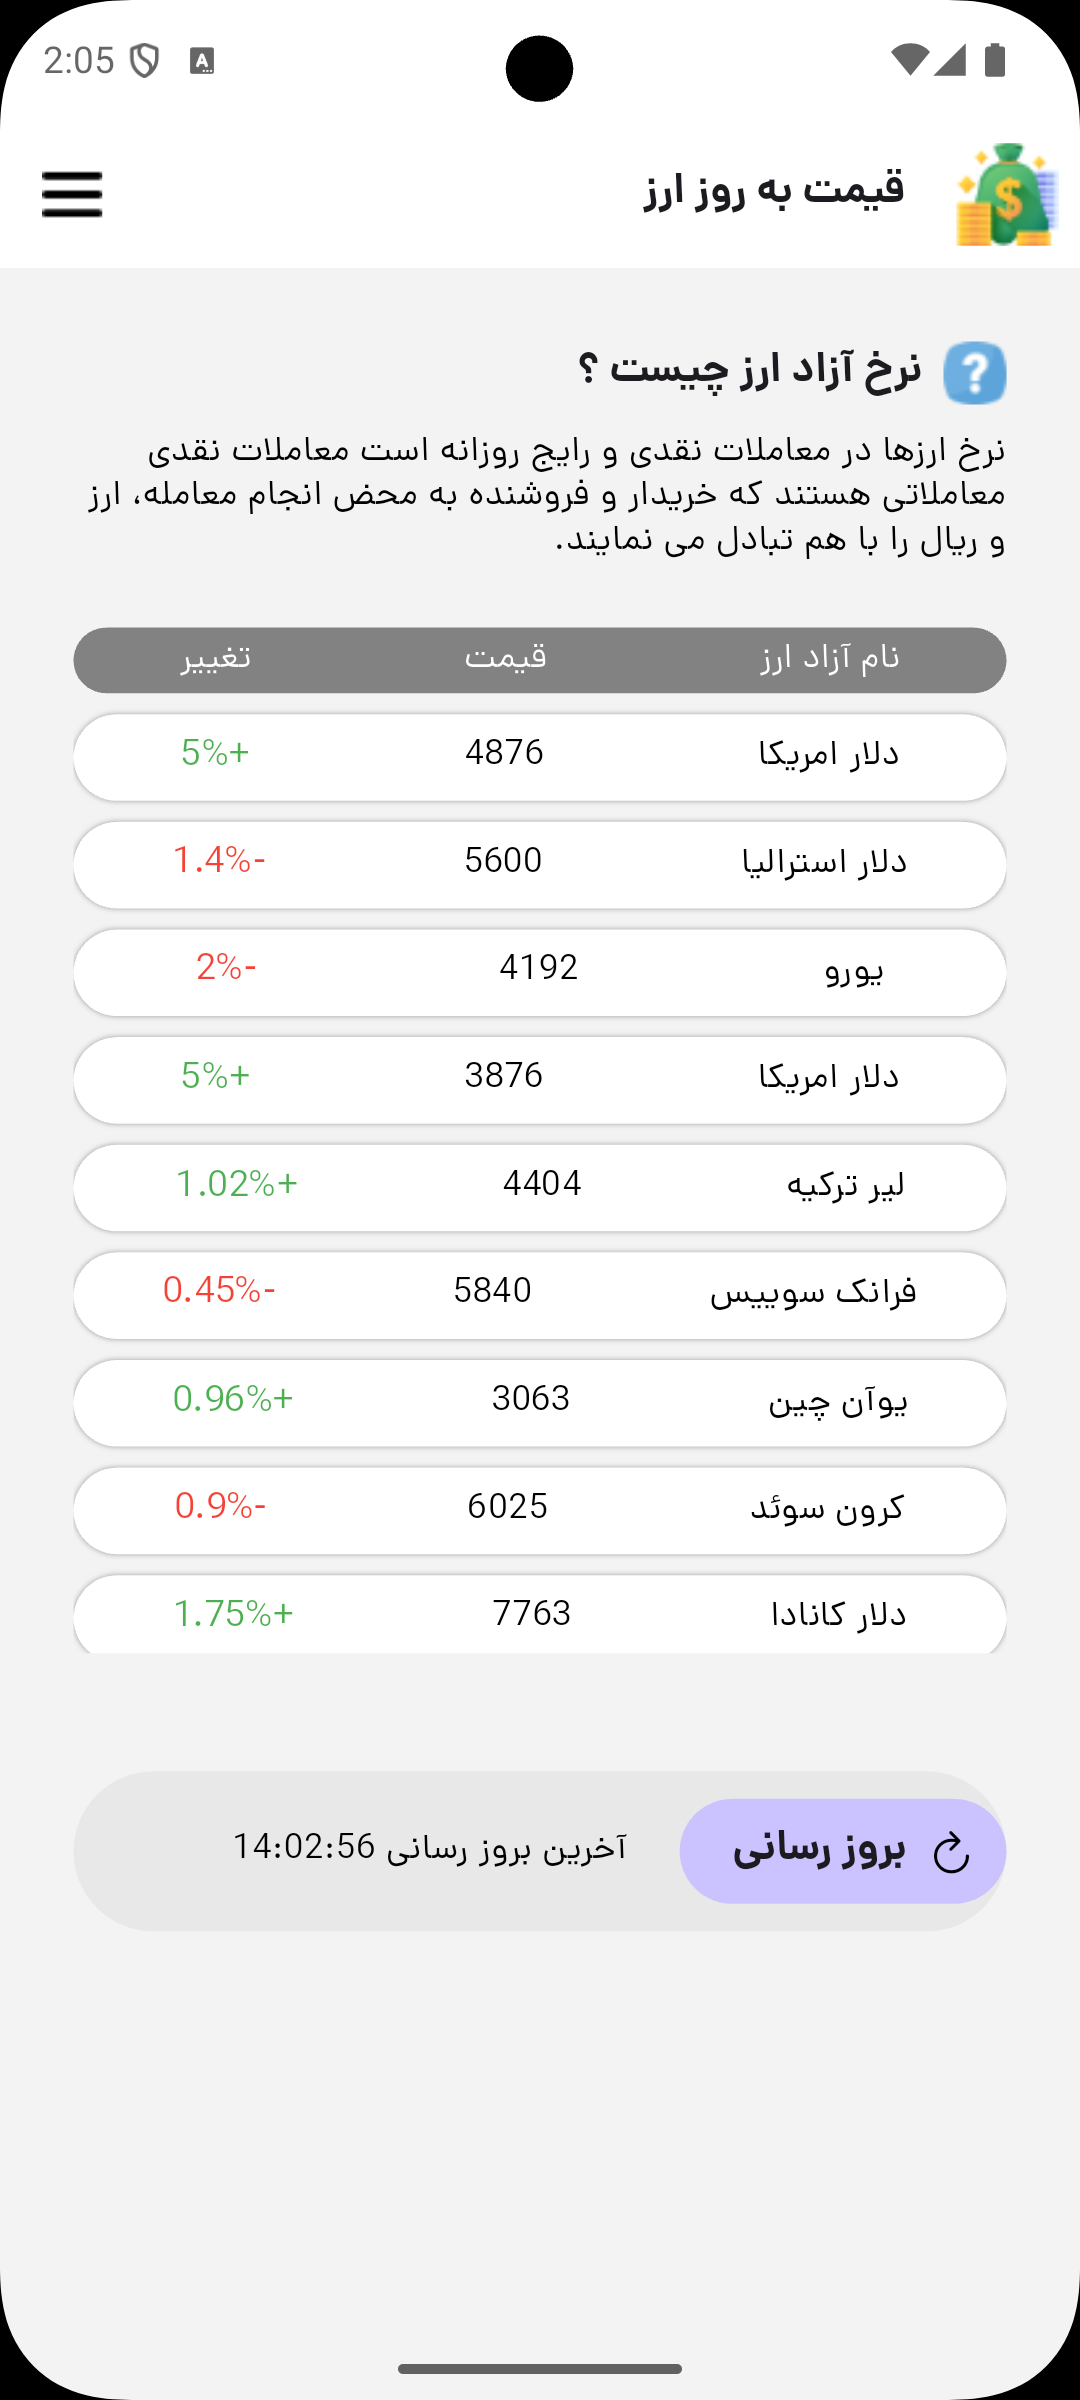 2:05
قیمت به روز ارز
نرخ آزاد ارز چیست ؟
نرخ ارزها در معاملات نقدی و رایج روزانه است معاملات نقدی
معاملاتی هستند که خریدار و فروشنده به محض انجام معامله، ارز
و ریال را با هم تبادل می نمایند.
نام آزاد ارز قیمت تغییر
دلار امریکا 4876 5%+
دلار استرالیا 5600 1.4%-
یورو 4192 2%-
دلار امریکا 3876 5%+
لیر ترکیه 4404 1.02%+
فرانک سوییس 5840 0.45%-
یوآن چین 3063 0.96%+
کرون سوئد 6025 0.9%-
دلار کانادا 7763 1.75%+
بروز رسانی آخرین بروز رسانی 14:02:56